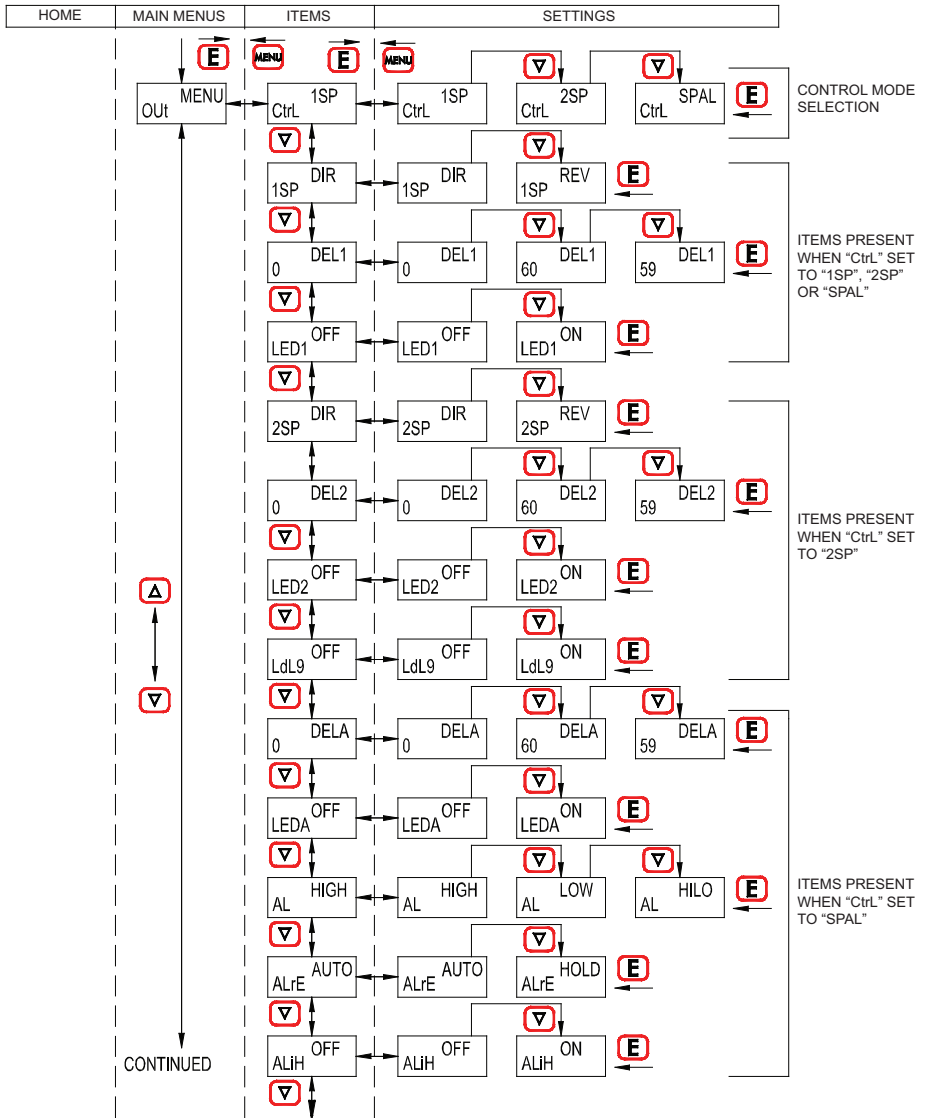 HOME MAIN MENUS ITEMS SETTINGS
E MENU E MENU
▽ ▽
MENU 1SP 1SP 2SP SPAL E
OUt CtrL CtrL CtrL CtrL
CONTROL MODE
SELECTION
▽ ▽
DIR DIR REV E
1SP 1SP 1SP
▽ ▽ ▽
DEL1 DEL1 DEL1 DEL1 E
0 0 60 59
ITEMS PRESENT
WHEN “CtrL” SET
TO “1SP”, “2SP”
OR “SPAL”
▽ ▽
OFF OFF ON E
LED1 LED1 LED1
▽ ▽
DIR DIR REV E
2SP 2SP 2SP
▽ ▽
DEL2 DEL2 DEL2 DEL2 E
0 0 60 59
ITEMS PRESENT
WHEN “CtrL” SET
TO “2SP”
▽ ▽
OFF OFF ON E
LED2 LED2 LED2
△
▽ ▽
OFF OFF ON E
LdL9 LdL9 LdL9
▽
▽ ▽ ▽
DELA DELA DELA DELA E
0 0 60 59
▽ ▽
OFF OFF ON E
LEDA LEDA LEDA
▽ ▽ ▽
HIGH HIGH LOW HILO E
AL AL AL AL
ITEMS PRESENT
WHEN “CtrL” SET
TO “SPAL”
▽ ▽
AUTO AUTO HOLD E
ALrE ALrE ALrE
▽ ▽
OFF OFF ON E
ALiH ALiH ALiH
CONTINUED
▽